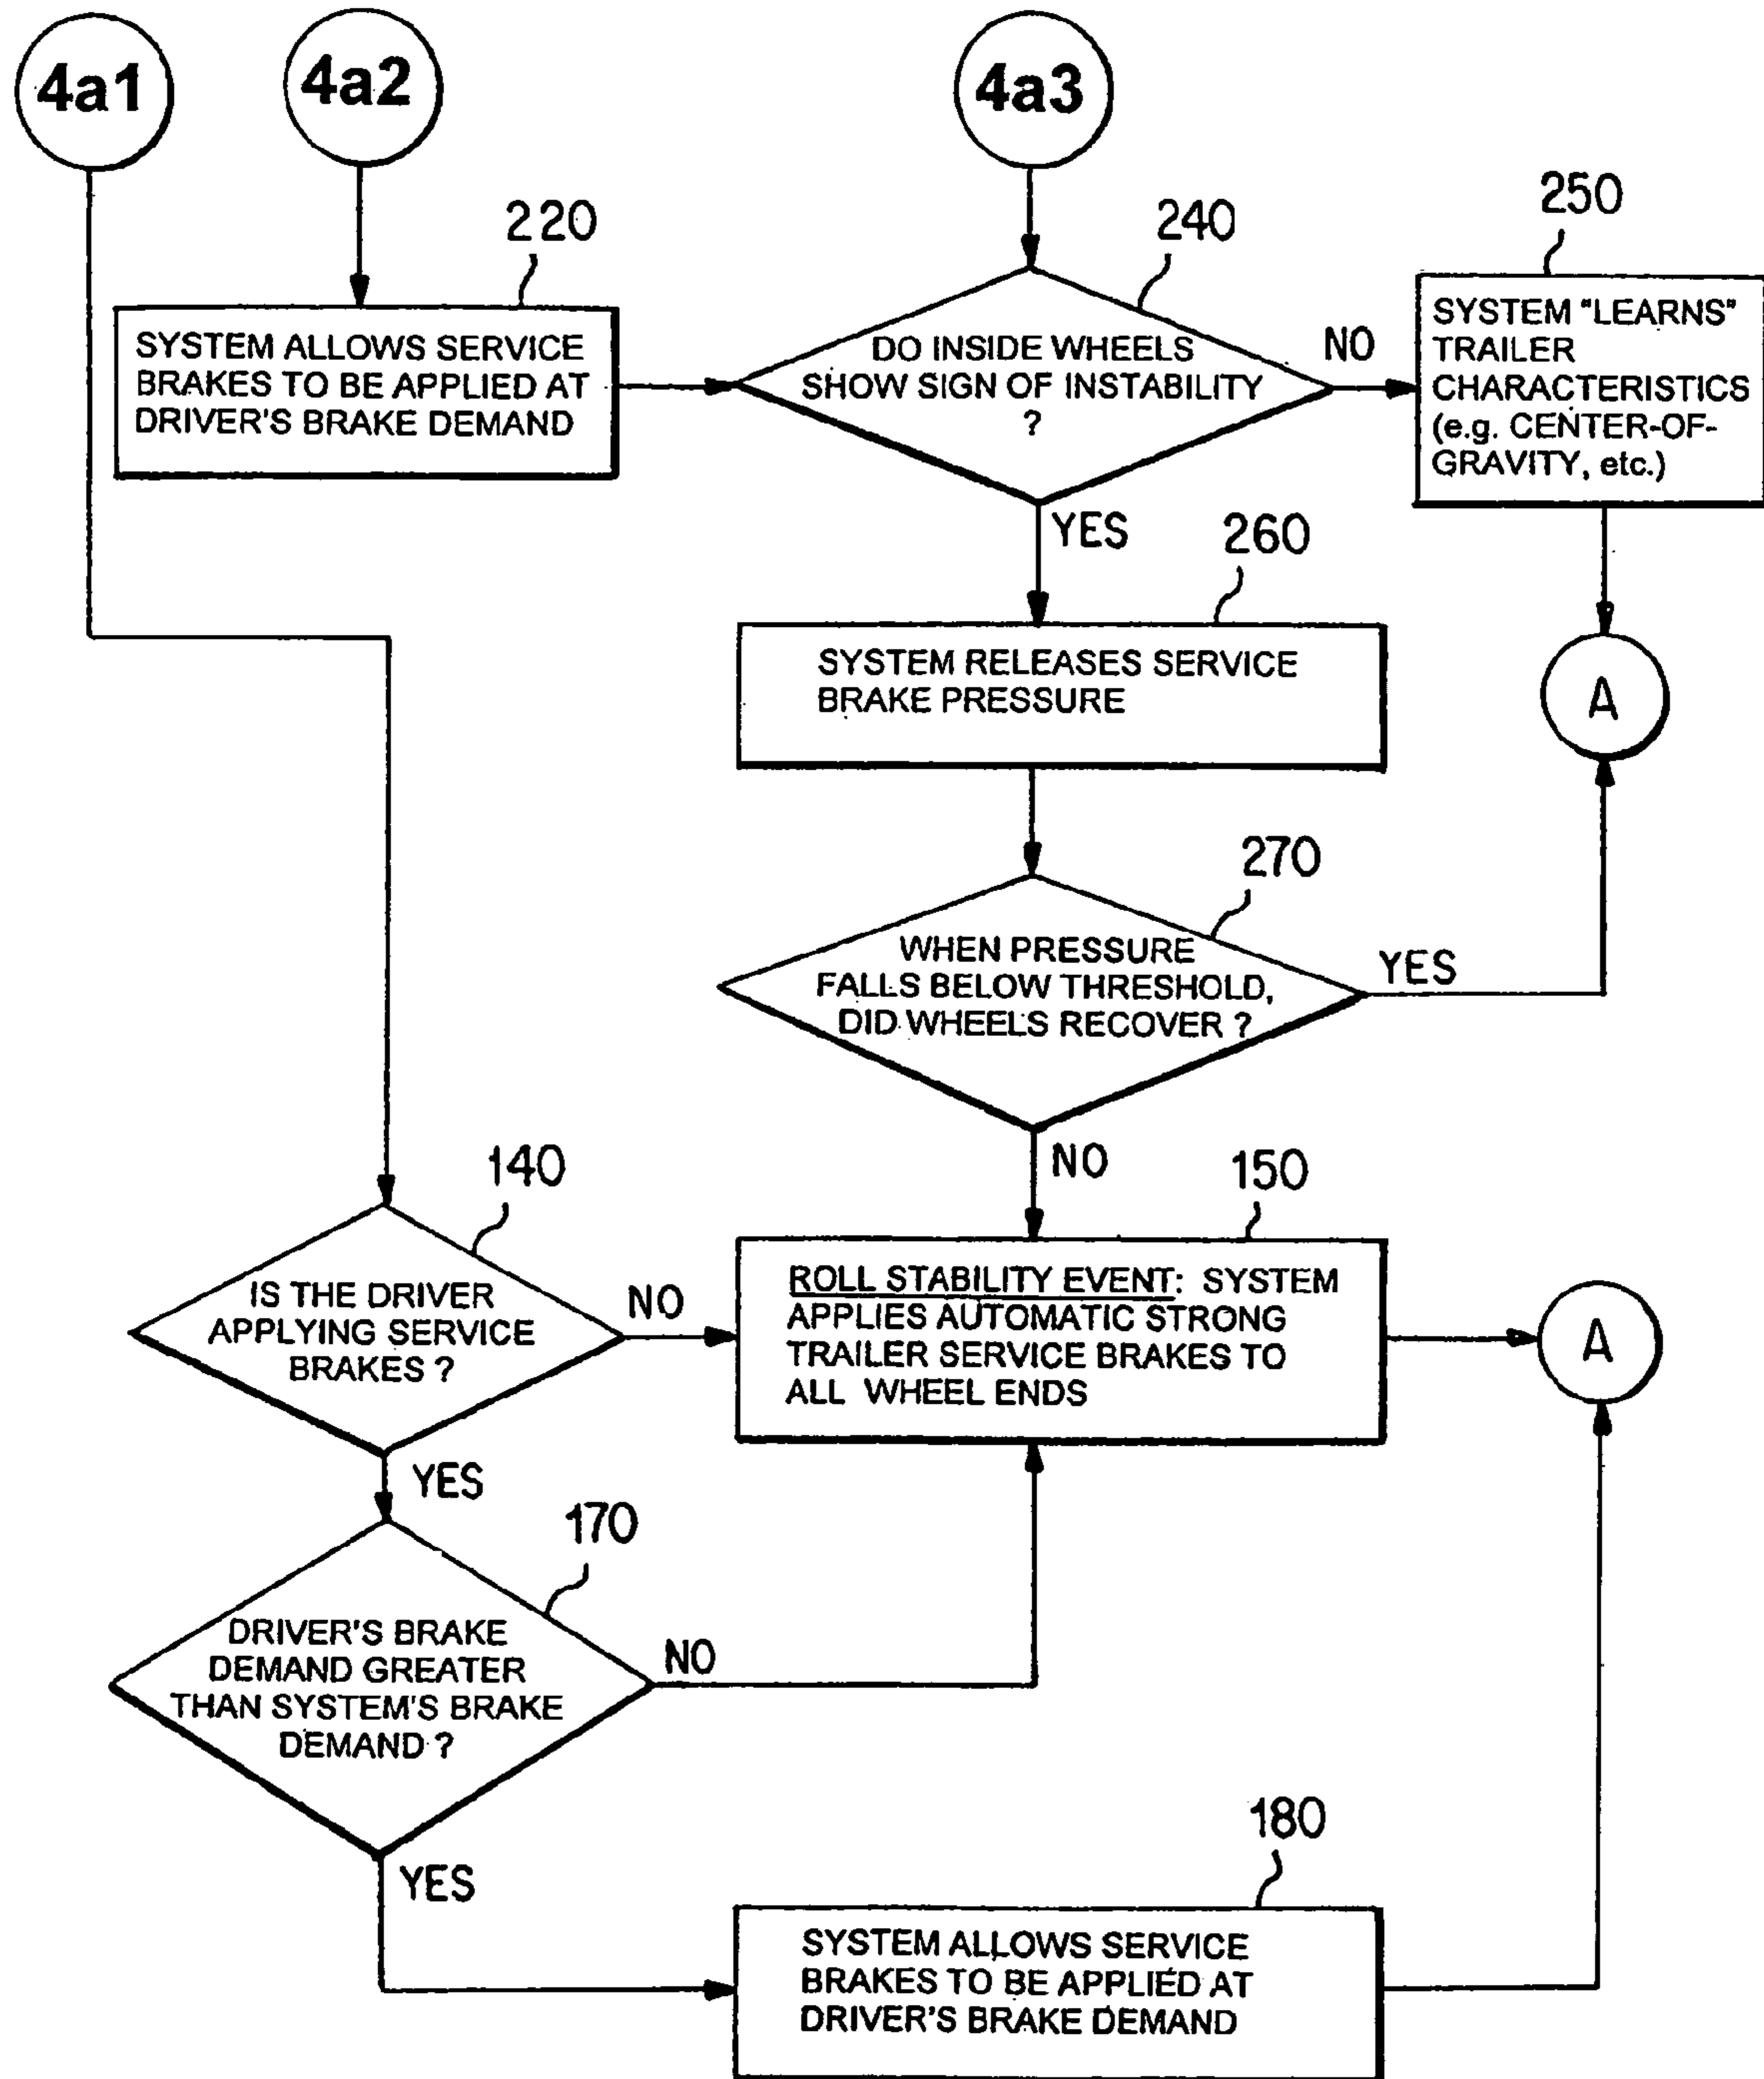 4a1
4a2
4a3
220
SYSTEM ALLOWS SERVICE
BRAKES TO BE APPLIED AT
DRIVER'S BRAKE DEMAND
240
DO INSIDE WHEELS
SHOW SIGN OF INSTABILITY
?
NO
YES
250
SYSTEM "LEARNS"
TRAILER
CHARACTERISTICS
(e.g. CENTER-OF-
GRAVITY, etc.)
A
260
SYSTEM RELEASES SERVICE
BRAKE PRESSURE
270
WHEN PRESSURE
FALLS BELOW THRESHOLD,
DID WHEELS RECOVER ?
YES
NO
140
IS THE DRIVER
APPLYING SERVICE
BRAKES ?
NO
YES
150
ROLL STABILITY EVENT: SYSTEM
APPLIES AUTOMATIC STRONG
TRAILER SERVICE BRAKES TO
ALL WHEEL ENDS
A
170
DRIVER'S BRAKE
DEMAND GREATER
THAN SYSTEM'S BRAKE
DEMAND ?
NO
YES
180
SYSTEM ALLOWS SERVICE
BRAKES TO BE APPLIED AT
DRIVER'S BRAKE DEMAND